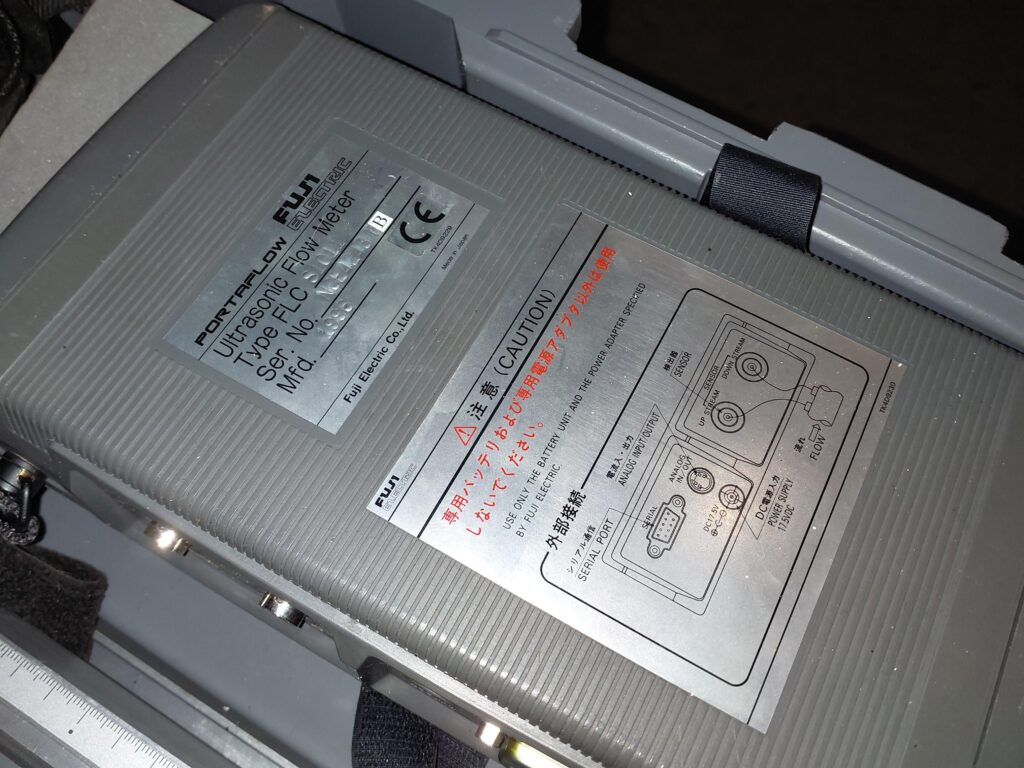 PORTAFLOW FUJI ELECTRIC
Ultrasonic Flow Meter
Type FLC
Ser. No.
Mfd. 1996
Fuji Electric Co.,Ltd.
Made in Japan
CE
FUJI ELECTRIC
注意 (CAUTION)
専用バッテリおよび専用電源アダプタ以外は使用
しないでください。
USE ONLY THE BATTERY UNIT AND THE POWER ADAPTER SPECIFIED
BY FUJI ELECTRIC.
外部接続
シリアル通信
SERIAL PORT
電流入・出力
ANALOG INPUT/OUTPUT
検出器
SENSOR
SERIAL
ANALOG
IN / OUT
SENSOR
UP STREAM
DOWN STREAM
流れ
FLOW
DC電源入力
POWER SUPPLY